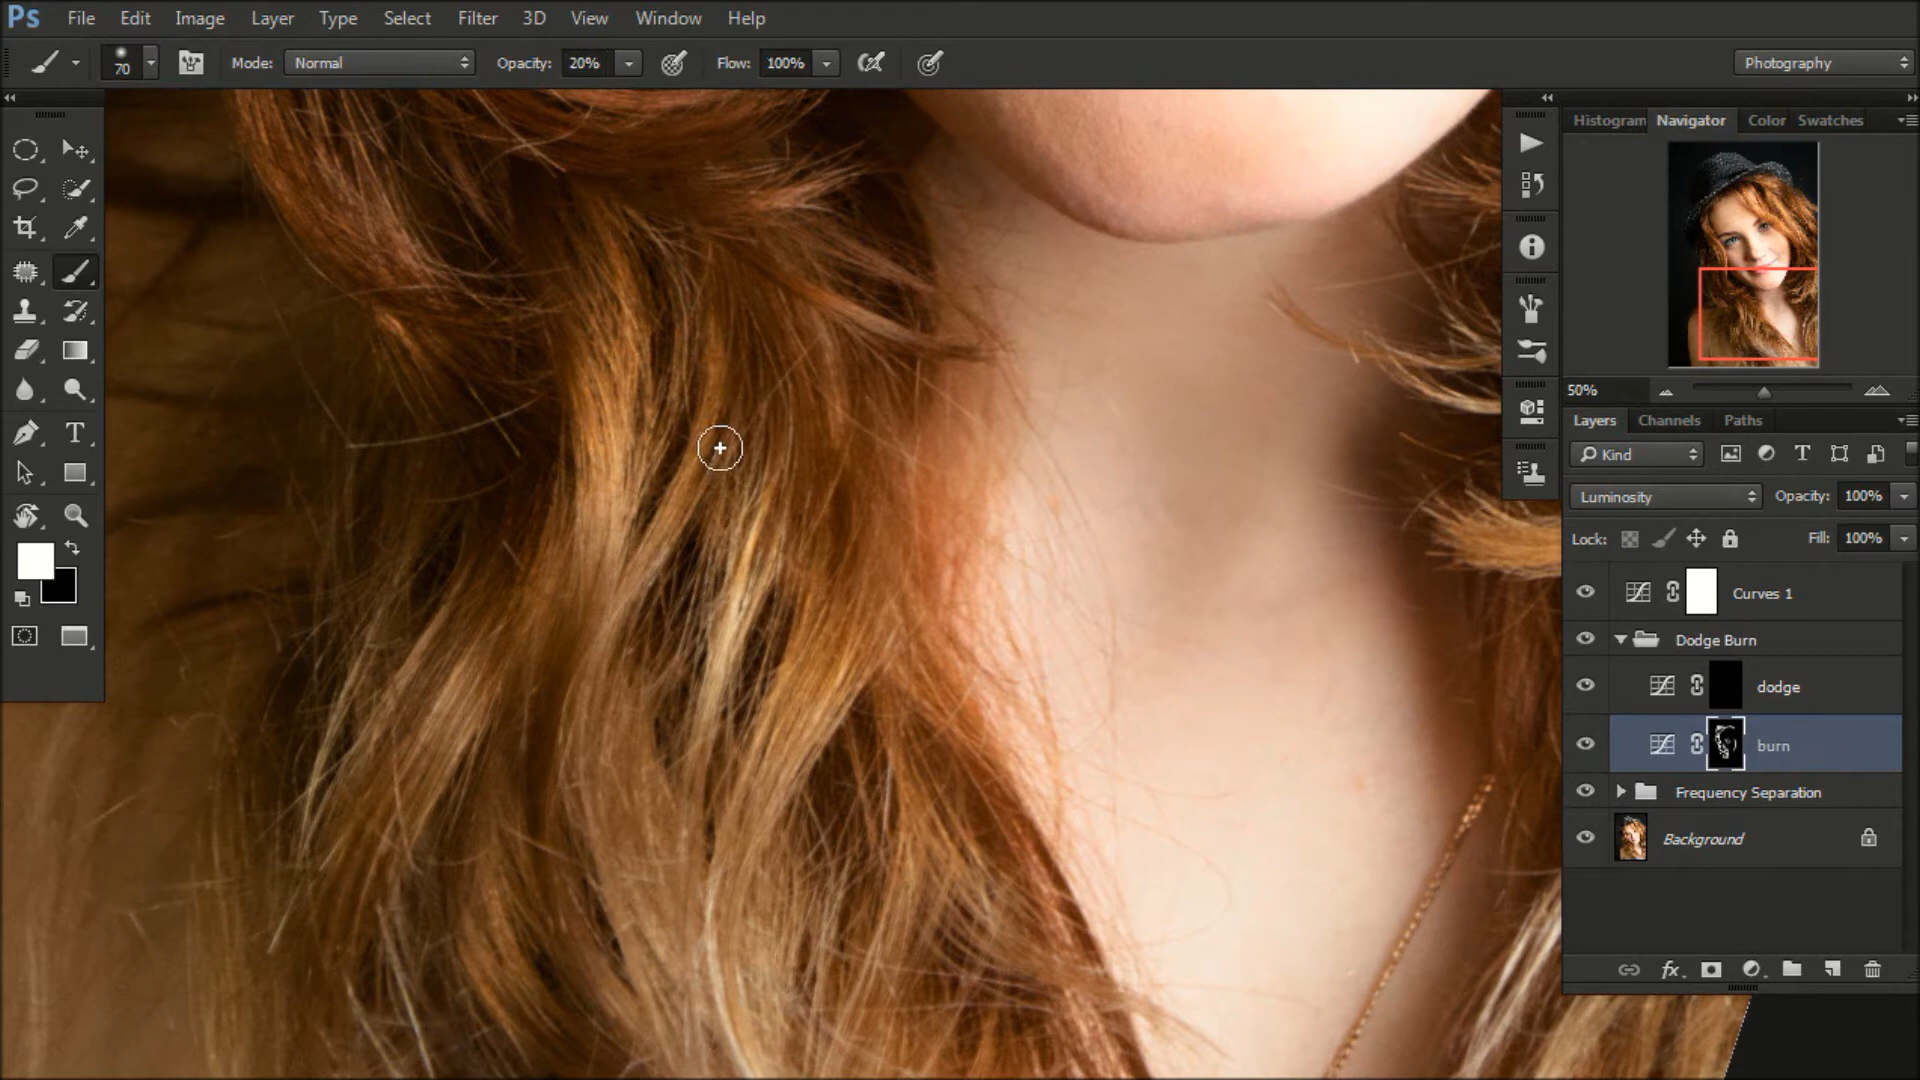 Ps File Edit Image Layer Type Select Filter 3D View Window Help
70 Mode: Normal Opacity: 20% Flow: 100% Photography
Histogram Navigator Color Swatches
50%
Layers Channels Paths
Kind
Luminosity Opacity: 100%
Lock: Fill: 100%
Curves 1
Dodge Burn
dodge
burn
Frequency Separation
Background
fx